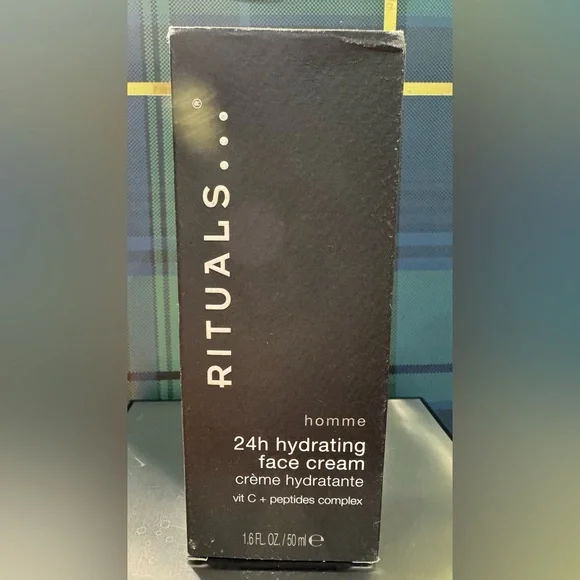 RITUALS...®
homme
24h hydrating
face cream
crème hydratante
vit C + peptides complex
1.6 FL. OZ. / 50 ml ℮